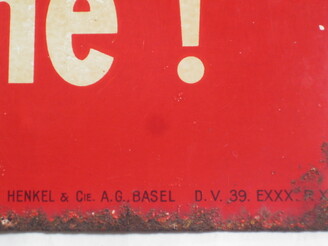 ne !
HENKEL & CIE. A.G., BASEL D. V. 39. EXXX.